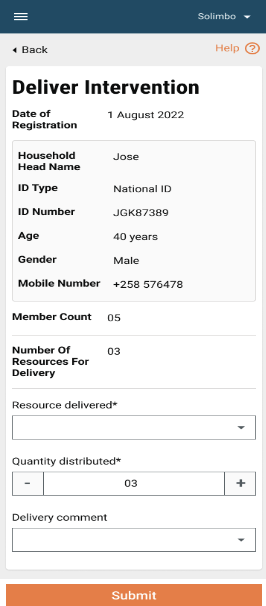 Solimbo
Back
Help
Deliver Intervention
Date of Registration 1 August 2022
Household Head Name Jose
ID Type National ID
ID Number JGK87389
Age 40 years
Gender Male
Mobile Number +258 576478
Member Count 05
Number Of Resources For Delivery 03
Resource delivered*
Quantity distributed*
- 03 +
Delivery comment
Submit